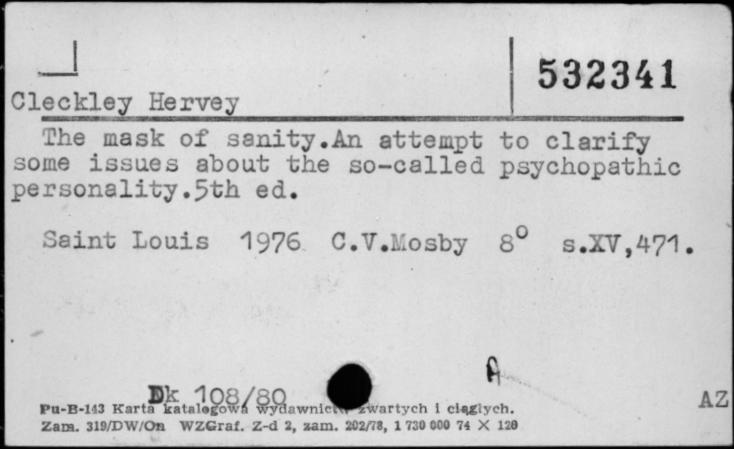 532341
Cleckley Hervey
The mask of sanity.An attempt to clarify
some issues about the so-called psychopathic
personality.5th ed.
Saint Louis 1976 C.V.Mosby 8° s.XV,471.
A
Dk 108/80
AZ
Pu-B-143 Karta katalogowa wydawnictw zwartych i ciągłych.
Zam. 319/DW/On WZGraf. Z-d 2, zam. 202/78, 1 730 000 74 X 120